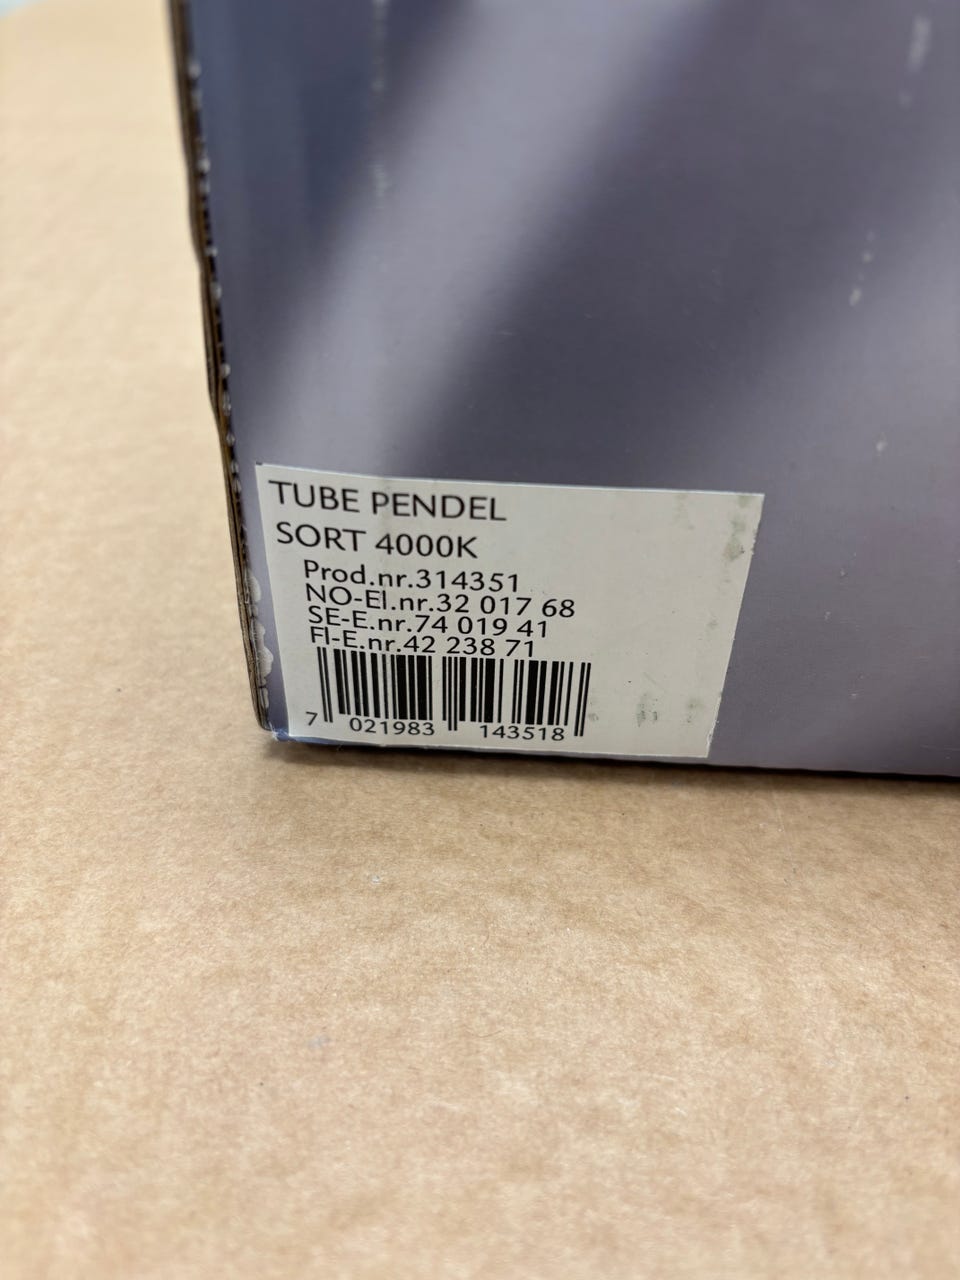 TUBE PENDEL
SORT 4000K
Prod.nr.314351
NO-El.nr.32 017 68
SE-E.nr.74 019 41
FI-E.nr.42 238 71
7 021983 143518